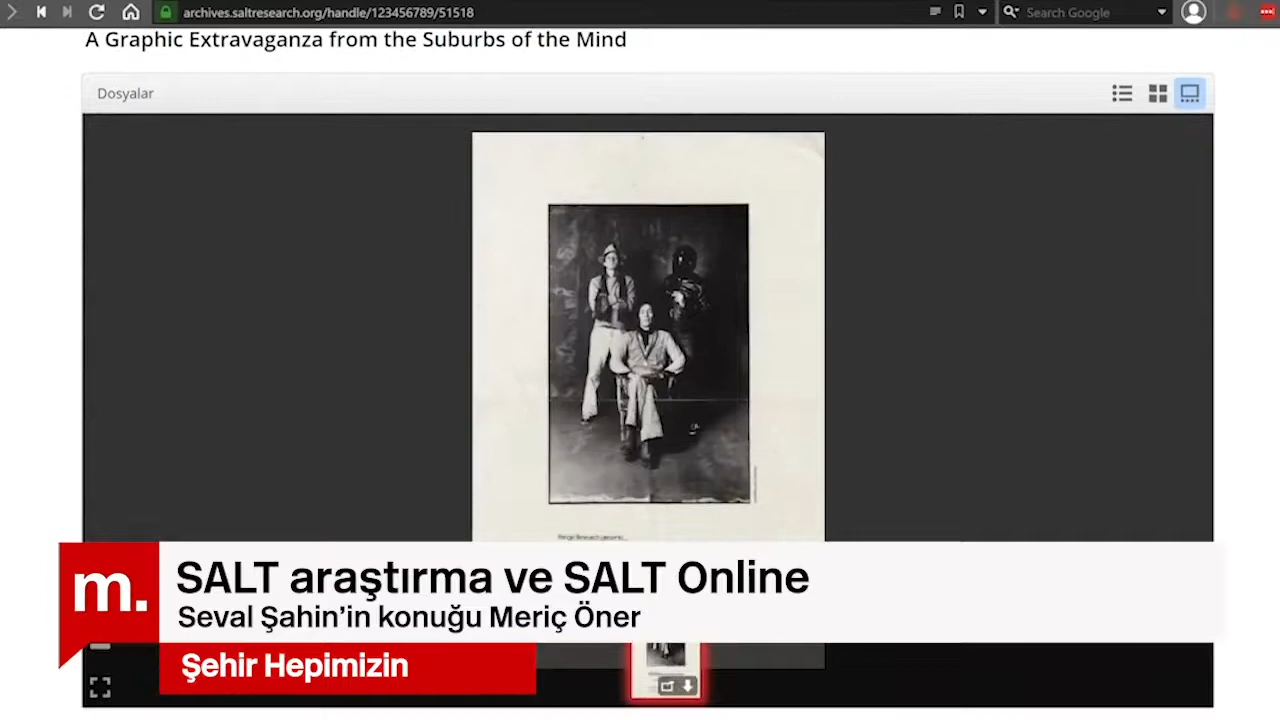 archives.saltresearch.org/handle/123456789/51518
Search Google
A Graphic Extravaganza from the Suburbs of the Mind
Dosyalar
m.
SALT araştırma ve SALT Online
Seval Şahin'in konuğu Meriç Öner
Şehir Hepimizin